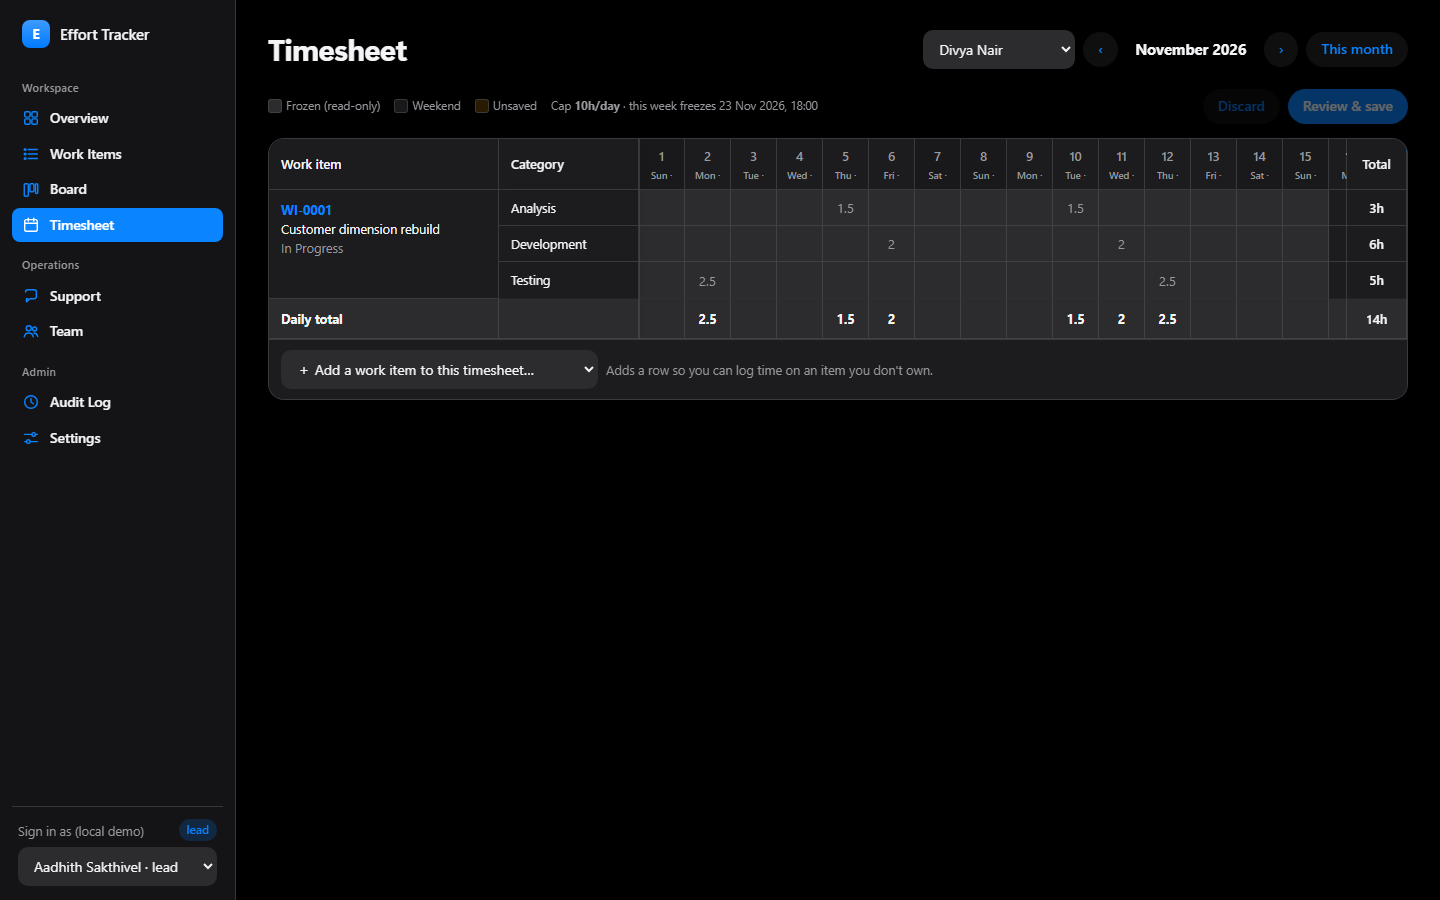 E Effort Tracker
Workspace
Overview
Work Items
Board
Timesheet
Operations
Support
Team
Admin
Audit Log
Settings
Sign in as (local demo) lead
Aadhith Sakthivel · lead
Timesheet
Divya Nair ‹ November 2026 › This month
Frozen (read-only) Weekend Unsaved Cap 10h/day · this week freezes 23 Nov 2026, 18:00 Discard Review & save
Work item Category 1 2 3 4 5 6 7 8 9 10 11 12 13 14 15 Total
Sun · Mon · Tue · Wed · Thu · Fri · Sat · Sun · Mon · Tue · Wed · Thu · Fri · Sat · Sun ·
WI-0001 Analysis 1.5 1.5 3h
Customer dimension rebuild
In Progress
Development 2 2 6h
Testing 2.5 2.5 5h
Daily total 2.5 1.5 2 1.5 2 2.5 14h
+ Add a work item to this timesheet... Adds a row so you can log time on an item you don't own.